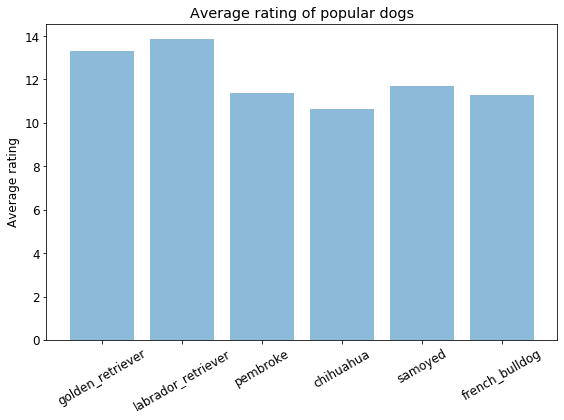 Average rating of popular dogs
Average rating
14
12
10
8
6
4
2
0
golden_retriever
labrador_retriever
pembroke
chihuahua
samoyed
french_bulldog